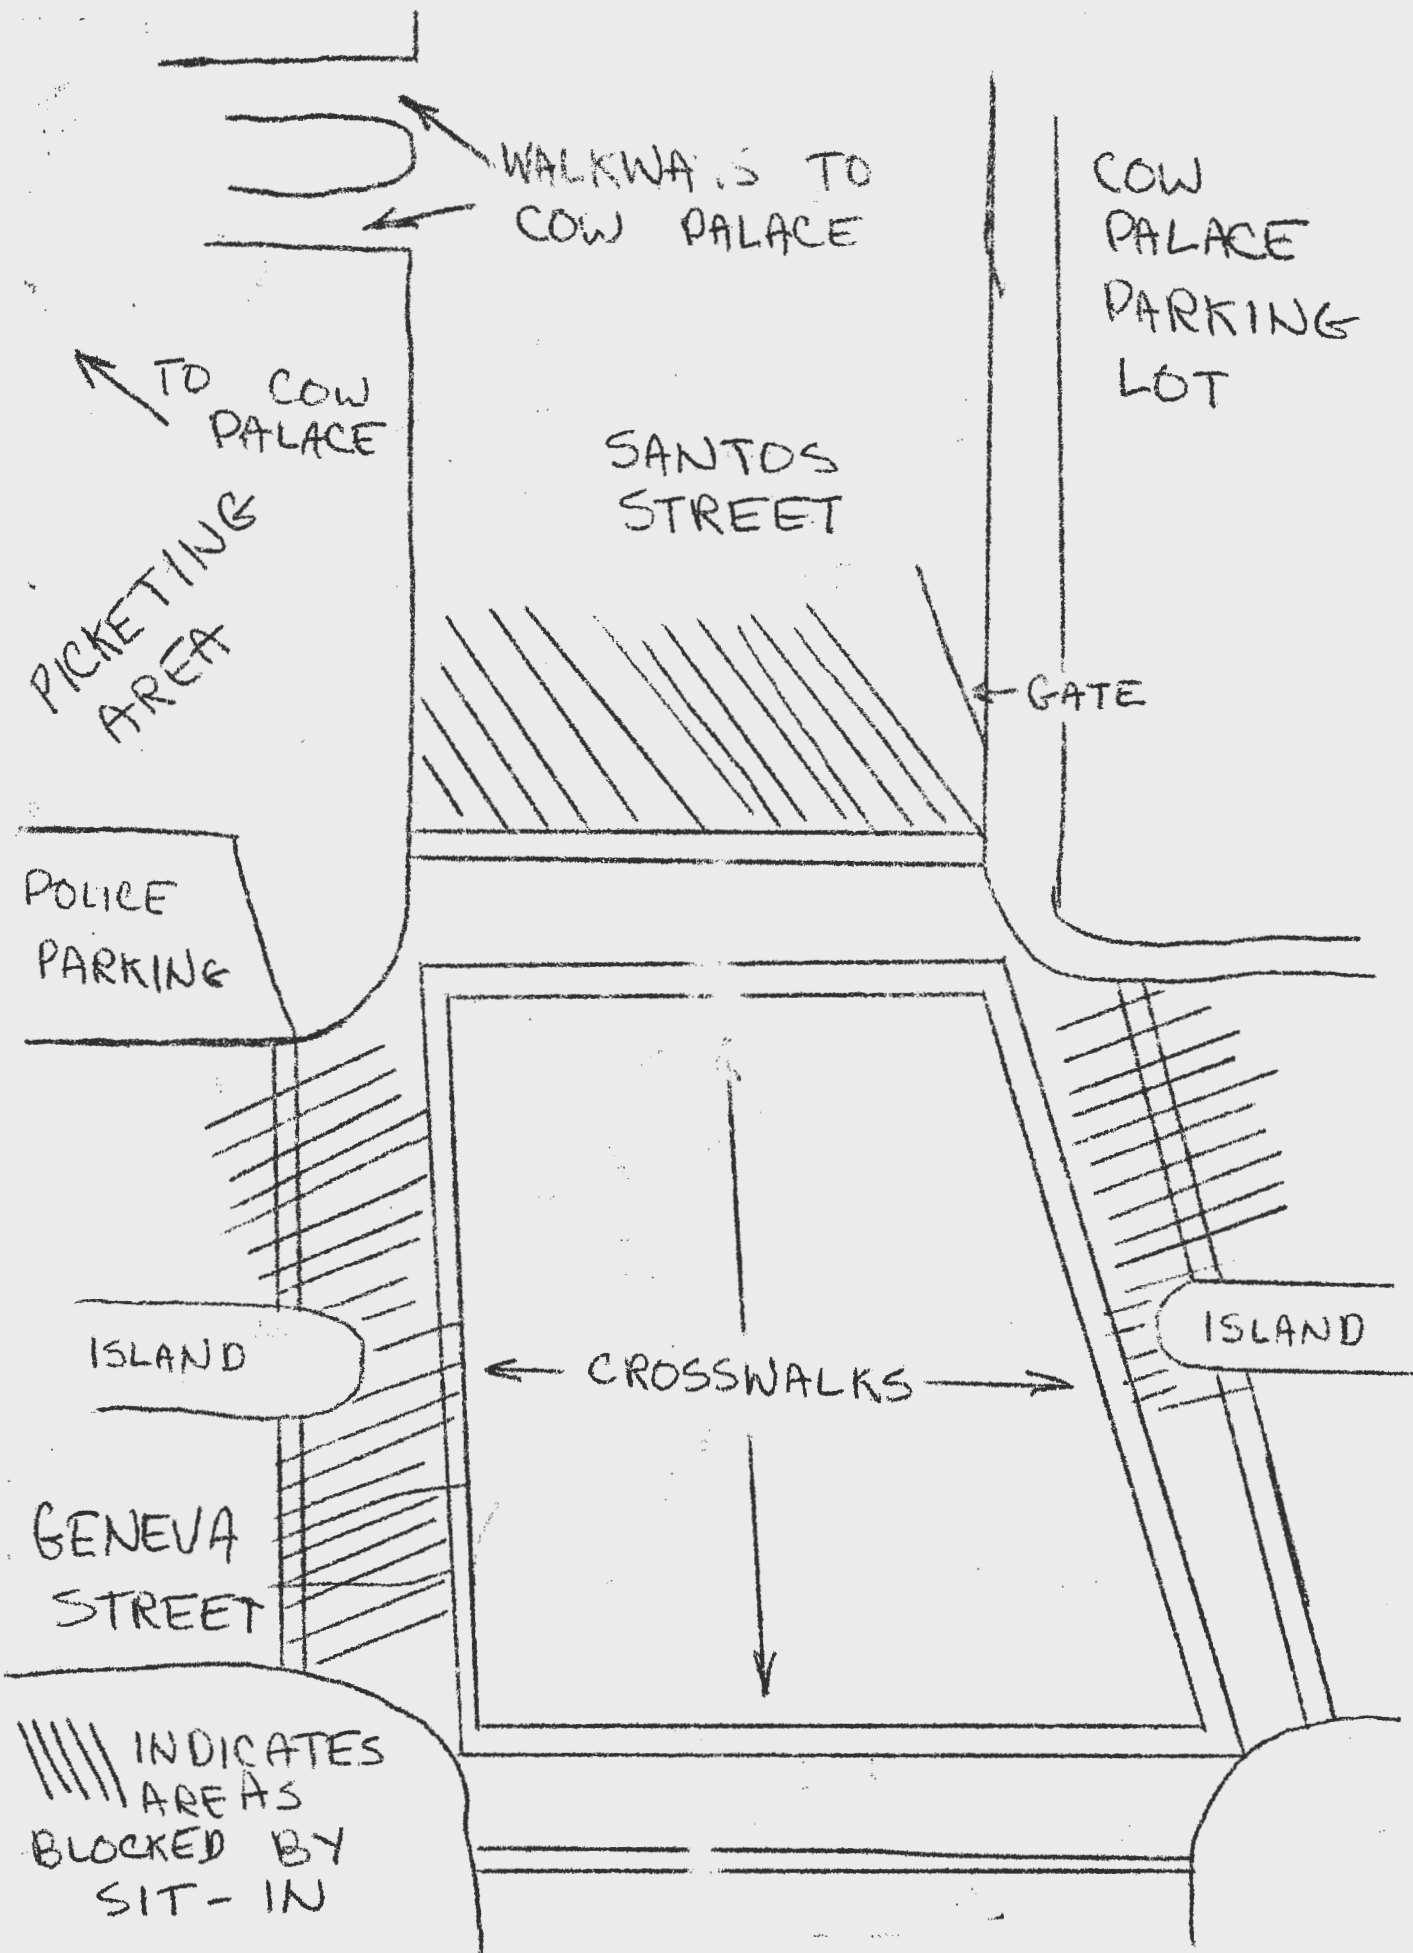 WALKWAYS TO
COW PALACE
COW
PALACE
PARKING
LOT
TO COW
PALACE
SANTOS
STREET
PICKETING
AREA
GATE
POLICE
PARKING
ISLAND
ISLAND
CROSSWALKS
GENEVA
STREET
INDICATES
AREAS
BLOCKED BY
SIT-IN